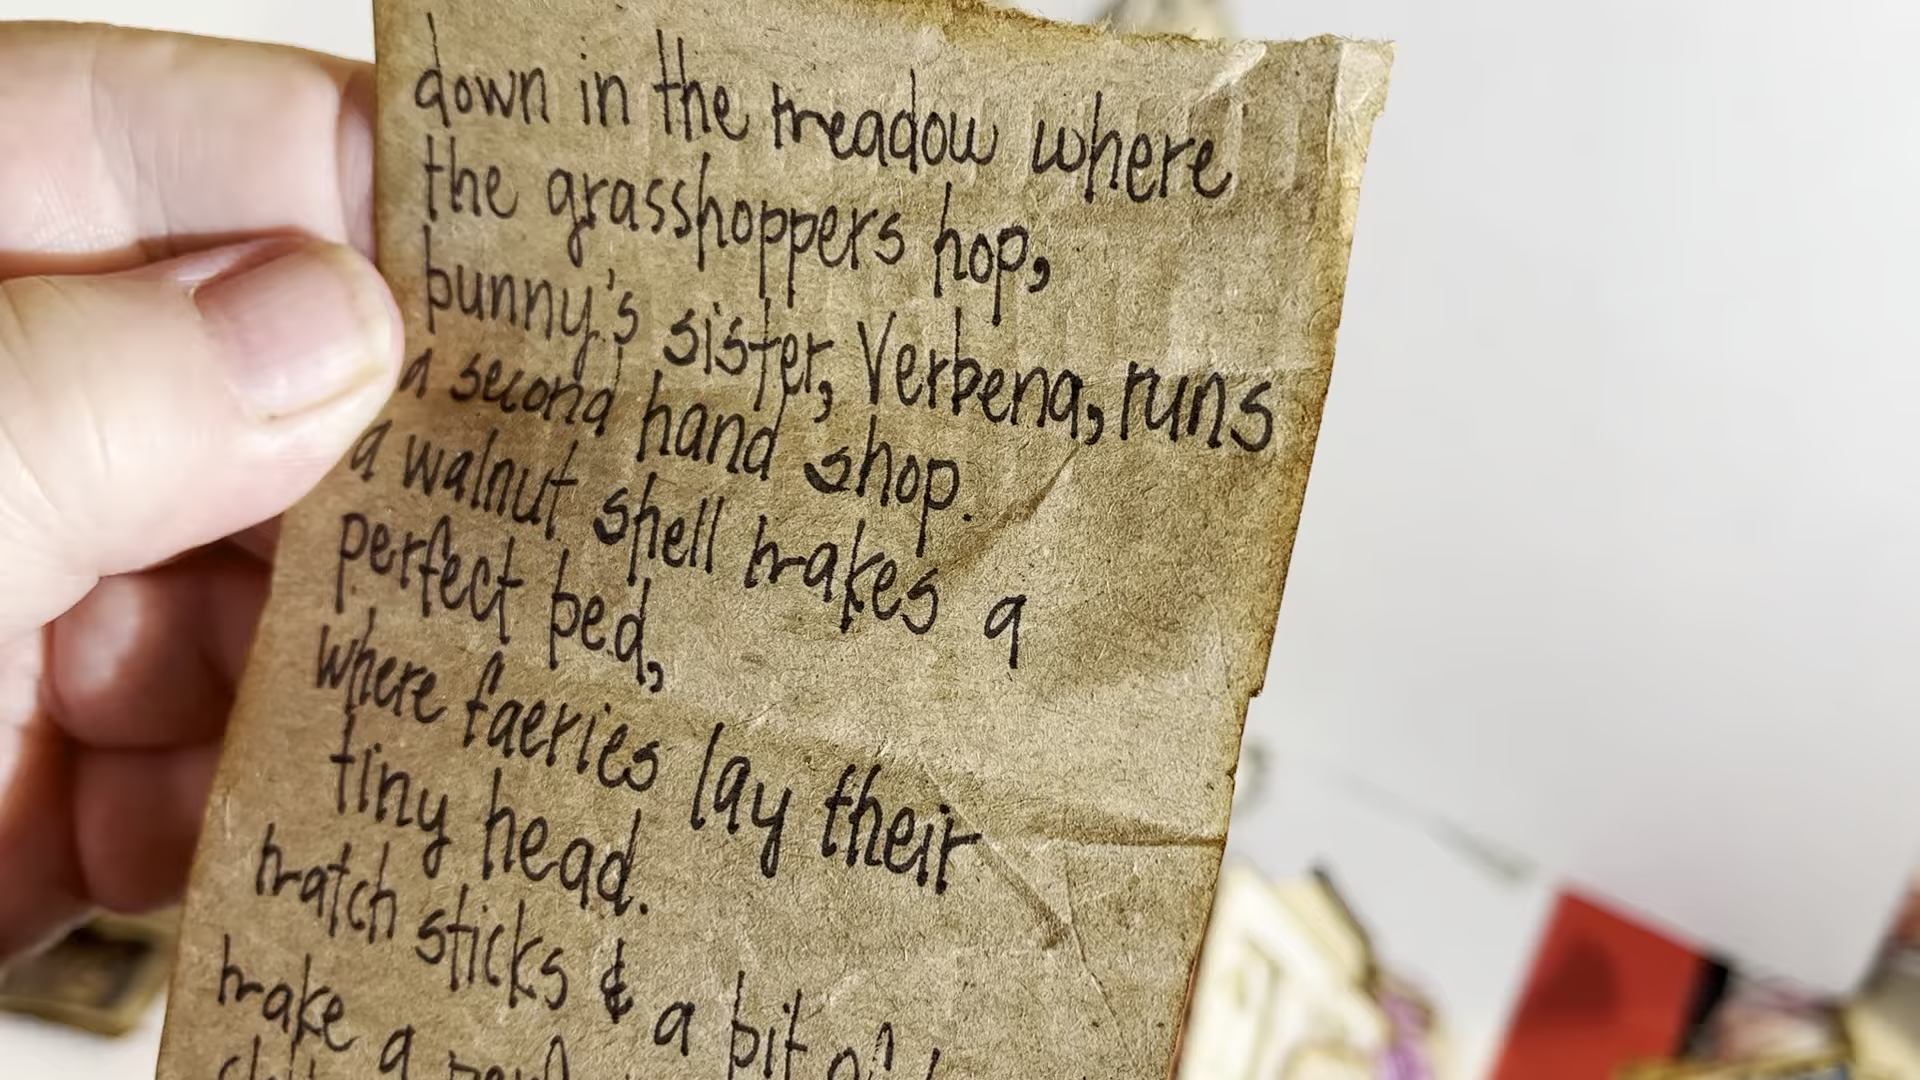 down in the meadow where
the grasshoppers hop,
bunny's sister, Verbena, runs
a second hand shop.
a walnut shell makes a
perfect bed,
where faeries lay their
tiny head.
match sticks & a bit of
make a